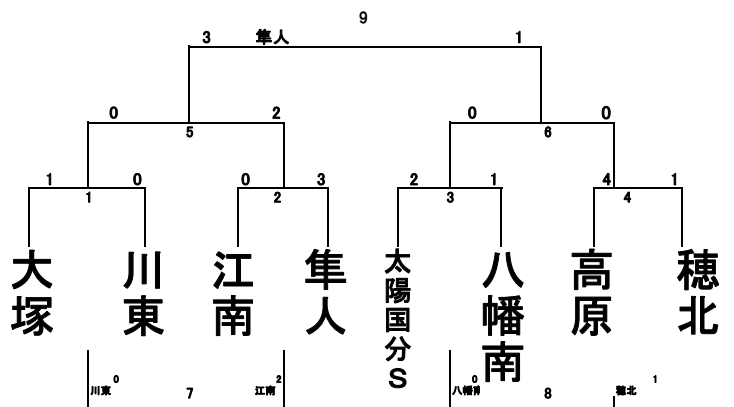 9
3 隼人 1
0 2 0 0
5 6
1 0 0 3 2 1 4 1
1 2 3 4
大塚
川東
江南
隼人
太陽国分S
八幡南
高原
穂北
0 2 0 1
川東 江南 八幡南 穂北
7 8